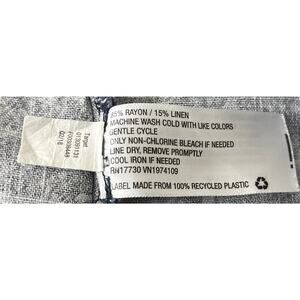 85% RAYON / 15% LINEN
MACHINE WASH COLD WITH LIKE COLORS
GENTLE CYCLE
ONLY NON-CHLORINE BLEACH IF NEEDED
LINE DRY, REMOVE PROMPTLY
COOL IRON IF NEEDED
RN17730 VN1974109
LABEL MADE FROM 100% RECYCLED PLASTIC
Target